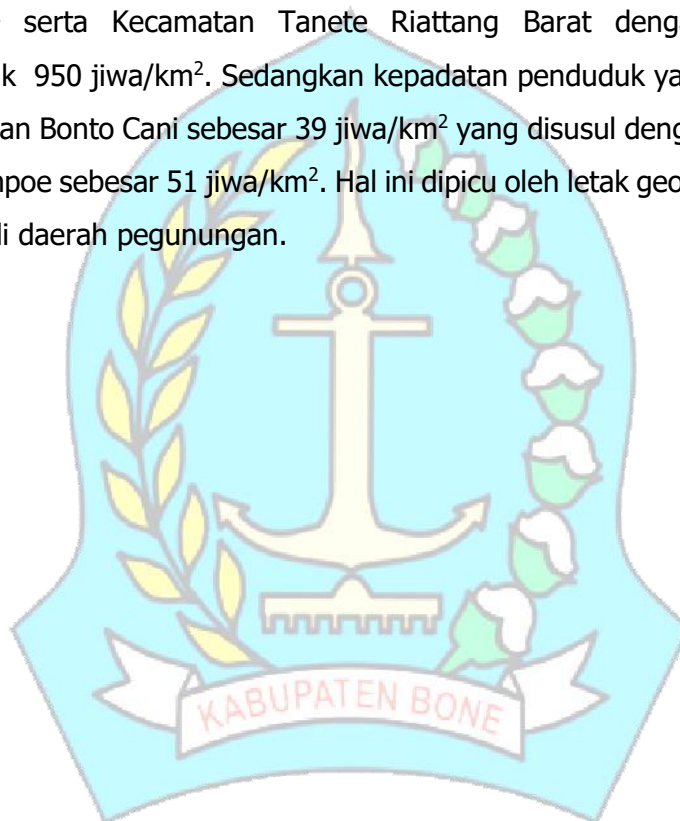 serta Kecamatan Tanete Riattang Barat deng
k 950 jiwa/km².  Sedangkan kepadatan penduduk ya
an Bonto Cani sebesar 39 jiwa/km² yang disusul deng
npoe sebesar 51 jiwa/km². Hal ini dipicu oleh letak geo
di daerah pegunungan.
KABUPATEN BONE